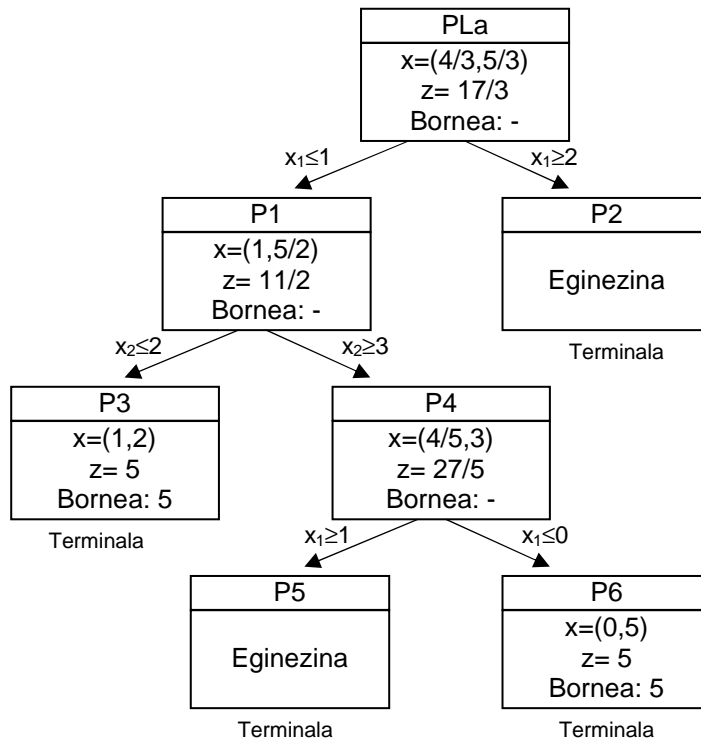 PLa
x=(4/3,5/3)
z= 17/3
Bornea: -
x₁≤1
x₁≥2
P1
x=(1,5/2)
z= 11/2
Bornea: -
P2
Eginezina
Terminala
x₂≤2
x₂≥3
P3
x=(1,2)
z= 5
Bornea: 5
Terminala
P4
x=(4/5,3)
z= 27/5
Bornea: -
x₁≥1
x₁≤0
P5
Eginezina
Terminala
P6
x=(0,5)
z= 5
Bornea: 5
Terminala